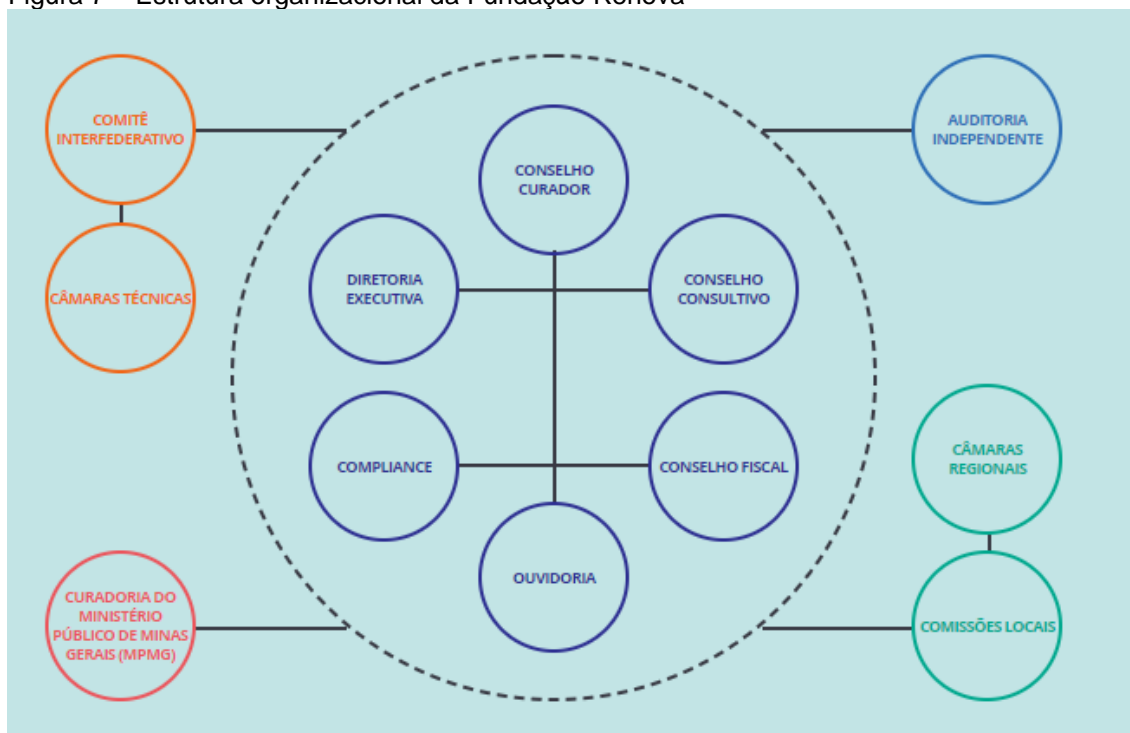 Figura 7 – Estrutura organizacional da Fundação Renova
COMITÊ
INTERFEDERATIVO
AUDITORIA
INDEPENDENTE
CONSELHO
CURADOR
DIRETORIA
EXECUTIVA
CONSELHO
CONSULTIVO
CÂMARAS TÉCNICAS
COMPLIANCE
CONSELHO FISCAL
CÂMARAS
REGIONAIS
OUVIDORIA
CURADORIA DO
MINISTÉRIO
PÚBLICO DE MINAS
GERAIS (MPMG)
COMISSÕES LOCAIS